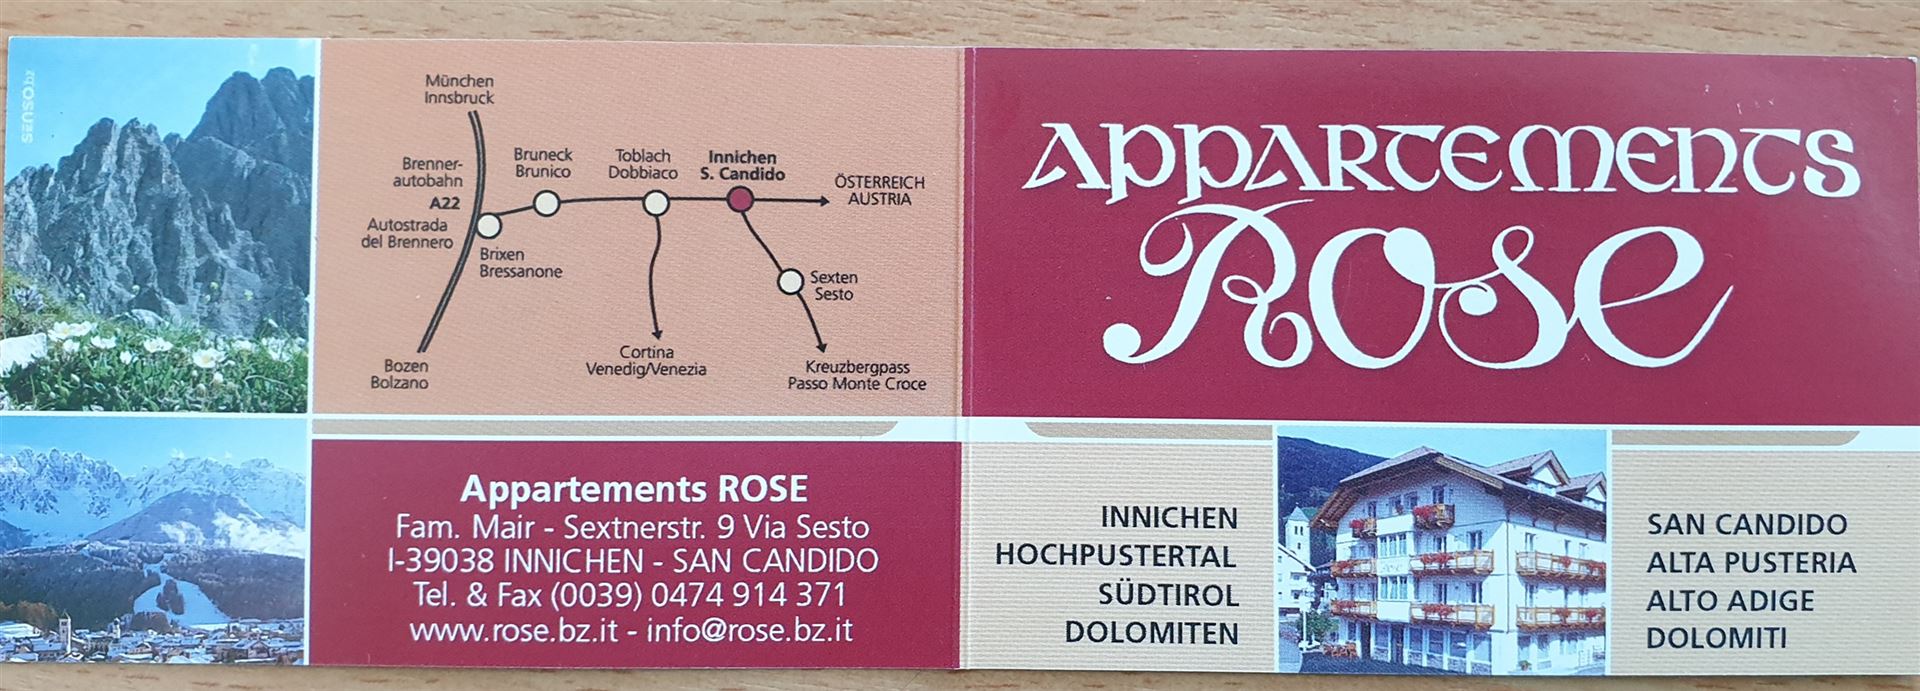 senso.bz
München
Innsbruck
Brenner-
autobahn
A22
Autostrada
del Brennero
Bruneck
Brunico
Toblach
Dobbiaco
Innichen
S. Candido
ÖSTERREICH
AUSTRIA
Brixen
Bressanone
Sexten
Sesto
Bozen
Bolzano
Cortina
Venedig/Venezia
Kreuzbergpass
Passo Monte Croce
Appartements ROSE
Fam. Mair - Sextnerstr. 9 Via Sesto
I-39038 INNICHEN - SAN CANDIDO
Tel. & Fax (0039) 0474 914 371
www.rose.bz.it - info@rose.bz.it
APPARTEMENTS
Rose
INNICHEN
HOCHPUSTERTAL
SÜDTIROL
DOLOMITEN
Rose
SAN CANDIDO
ALTA PUSTERIA
ALTO ADIGE
DOLOMITI